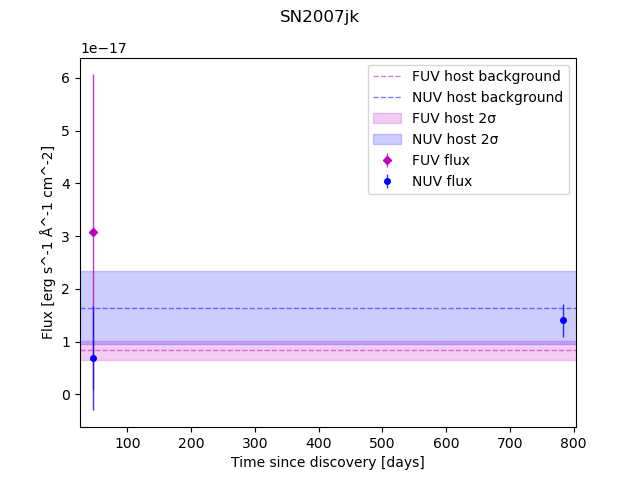 SN2007jk
1e−17
FUV host background
NUV host background
FUV host 2σ
NUV host 2σ
FUV flux
NUV flux
6
5
4
3
2
1
0
Flux [erg s^-1 Å^-1 cm^-2]
100 200 300 400 500 600 700 800
Time since discovery [days]